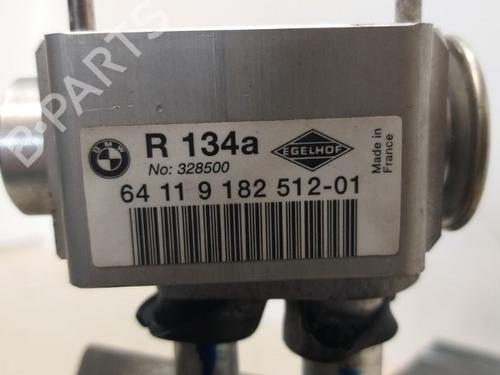 BMW
R 134a
No: 328500
EGELHOF
Made in
France
64 11 9 182 512-01
B-PARTS